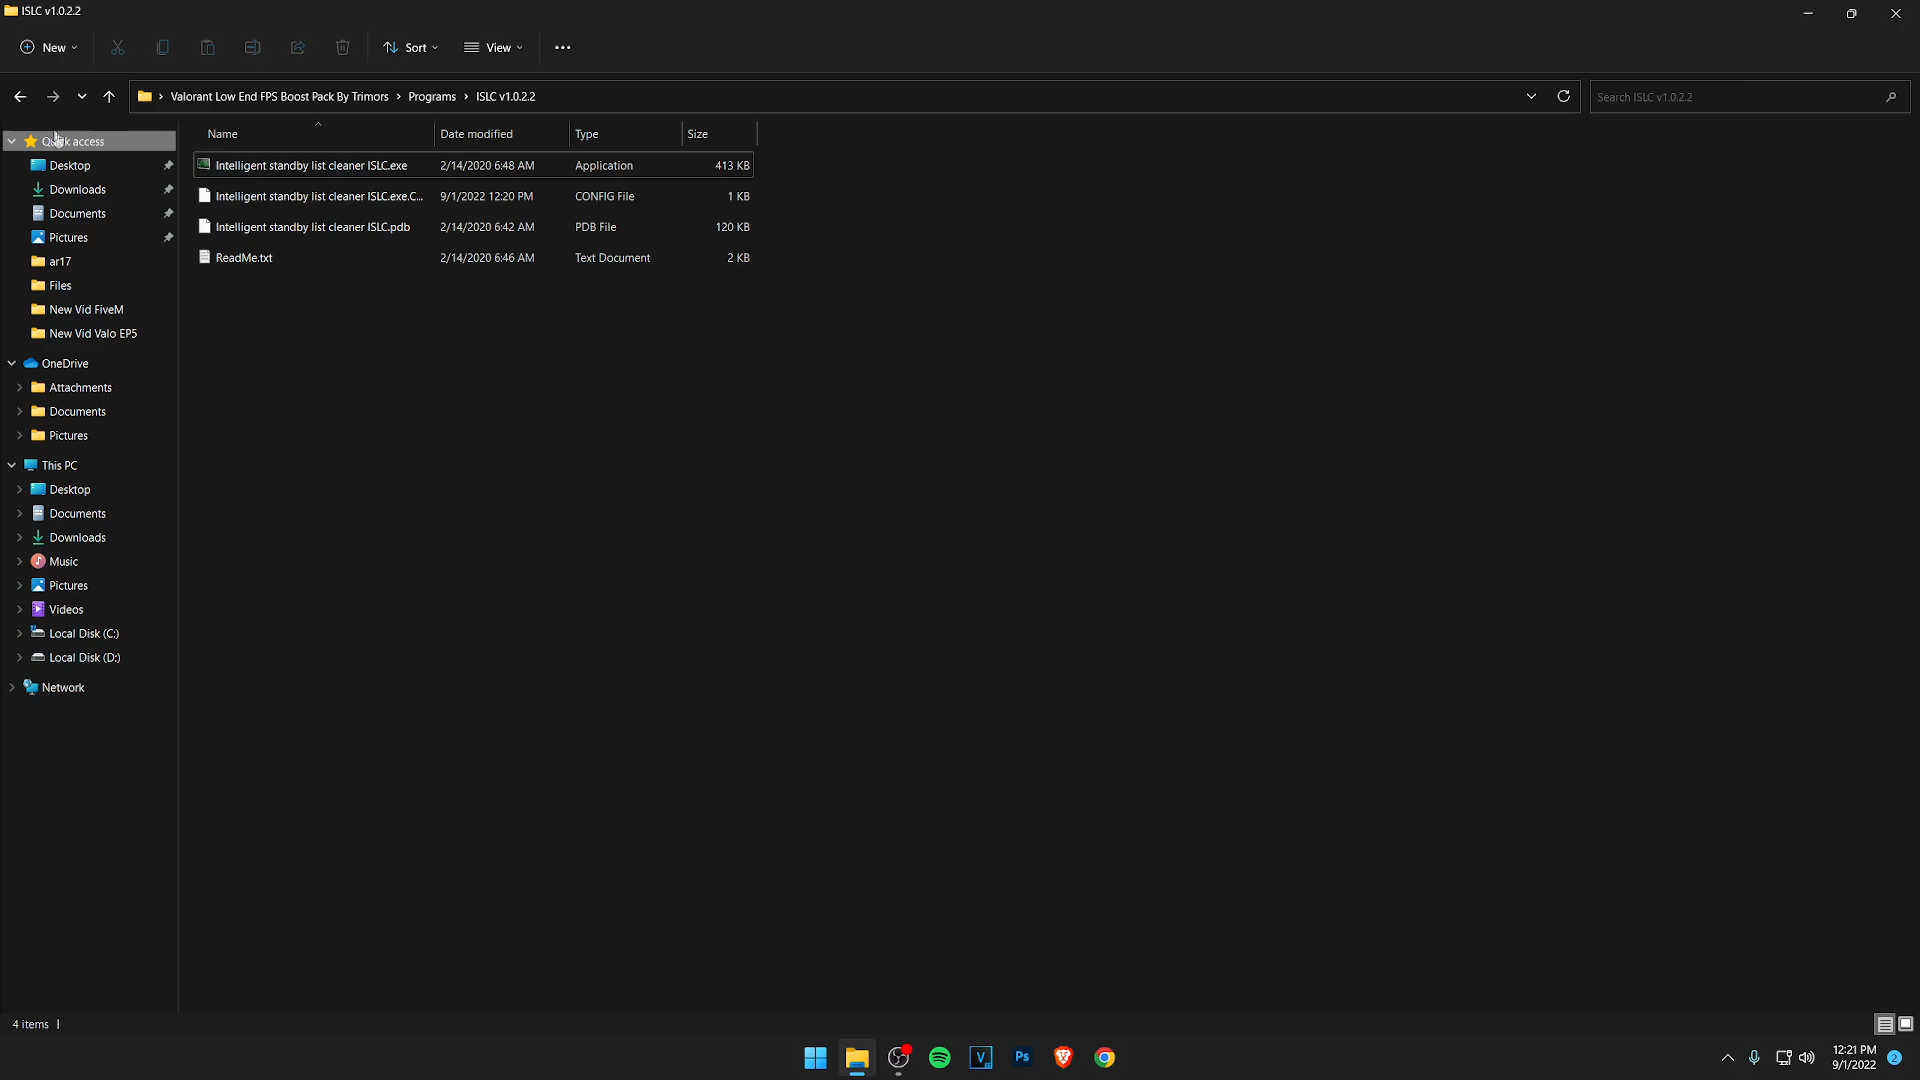 ISLC v1.0.2.2
New
Sort
View
Valorant Low End FPS Boost Pack By Trimors > Programs > ISLC v1.0.2.2
Search ISLC v1.0.2.2
Name Date modified Type Size
Intelligent standby list cleaner ISLC.exe 2/14/2020 6:48 AM Application 413 KB
Intelligent standby list cleaner ISLC.exe.C... 9/1/2022 12:20 PM CONFIG File 1 KB
Intelligent standby list cleaner ISLC.pdb 2/14/2020 6:42 AM PDB File 120 KB
ReadMe.txt 2/14/2020 6:46 AM Text Document 2 KB
Quick access
Desktop
Downloads
Documents
Pictures
ar17
Files
New Vid FiveM
New Vid Valo EP5
OneDrive
Attachments
Documents
Pictures
This PC
Desktop
Documents
Downloads
Music
Pictures
Videos
Local Disk (C:)
Local Disk (D:)
Network
4 items
V
Ps
12:21 PM
9/1/2022
2